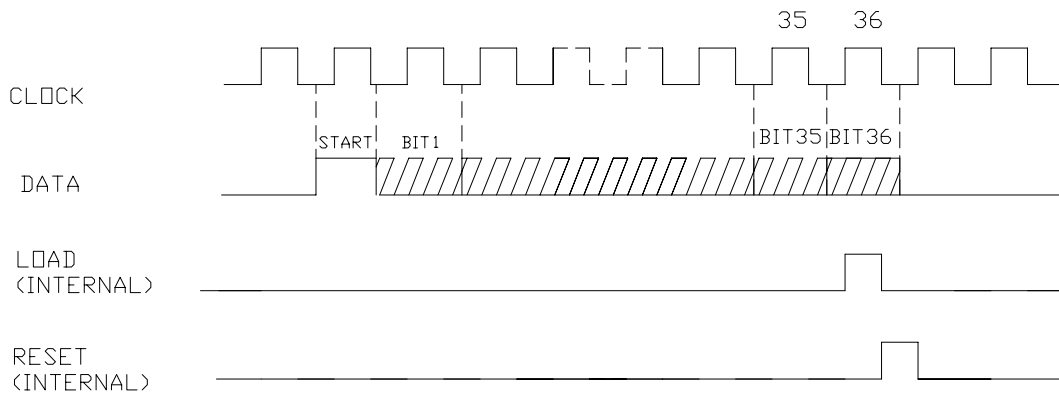 35 36
CLOCK
START BIT1 BIT35 BIT36
DATA
LOAD
(INTERNAL)
RESET
(INTERNAL)